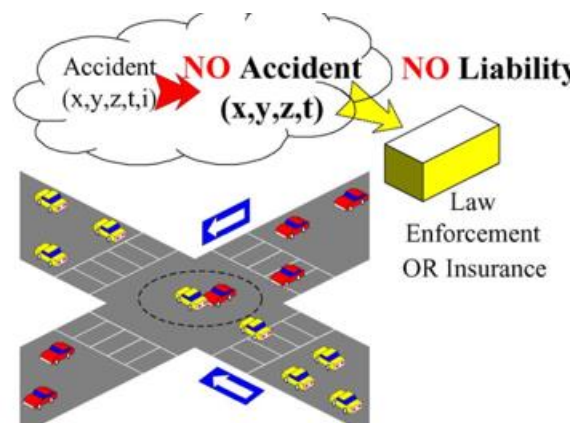 Accident
(x,y,z,t,i)
NO Accident
(x,y,z,t)
NO Liability
Law
Enforcement
OR Insurance